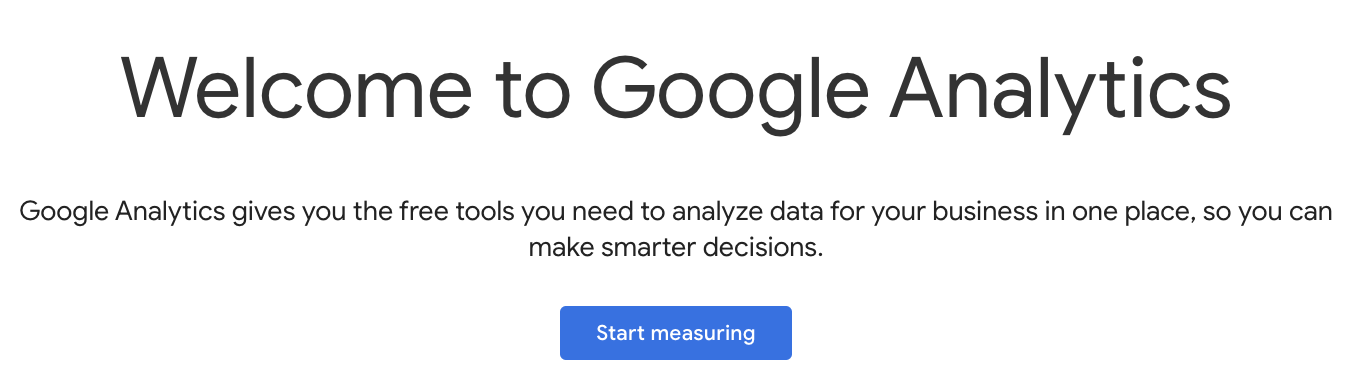 Welcome to Google Analytics
Google Analytics gives you the free tools you need to analyze data for your business in one place, so you can
make smarter decisions.
Start measuring